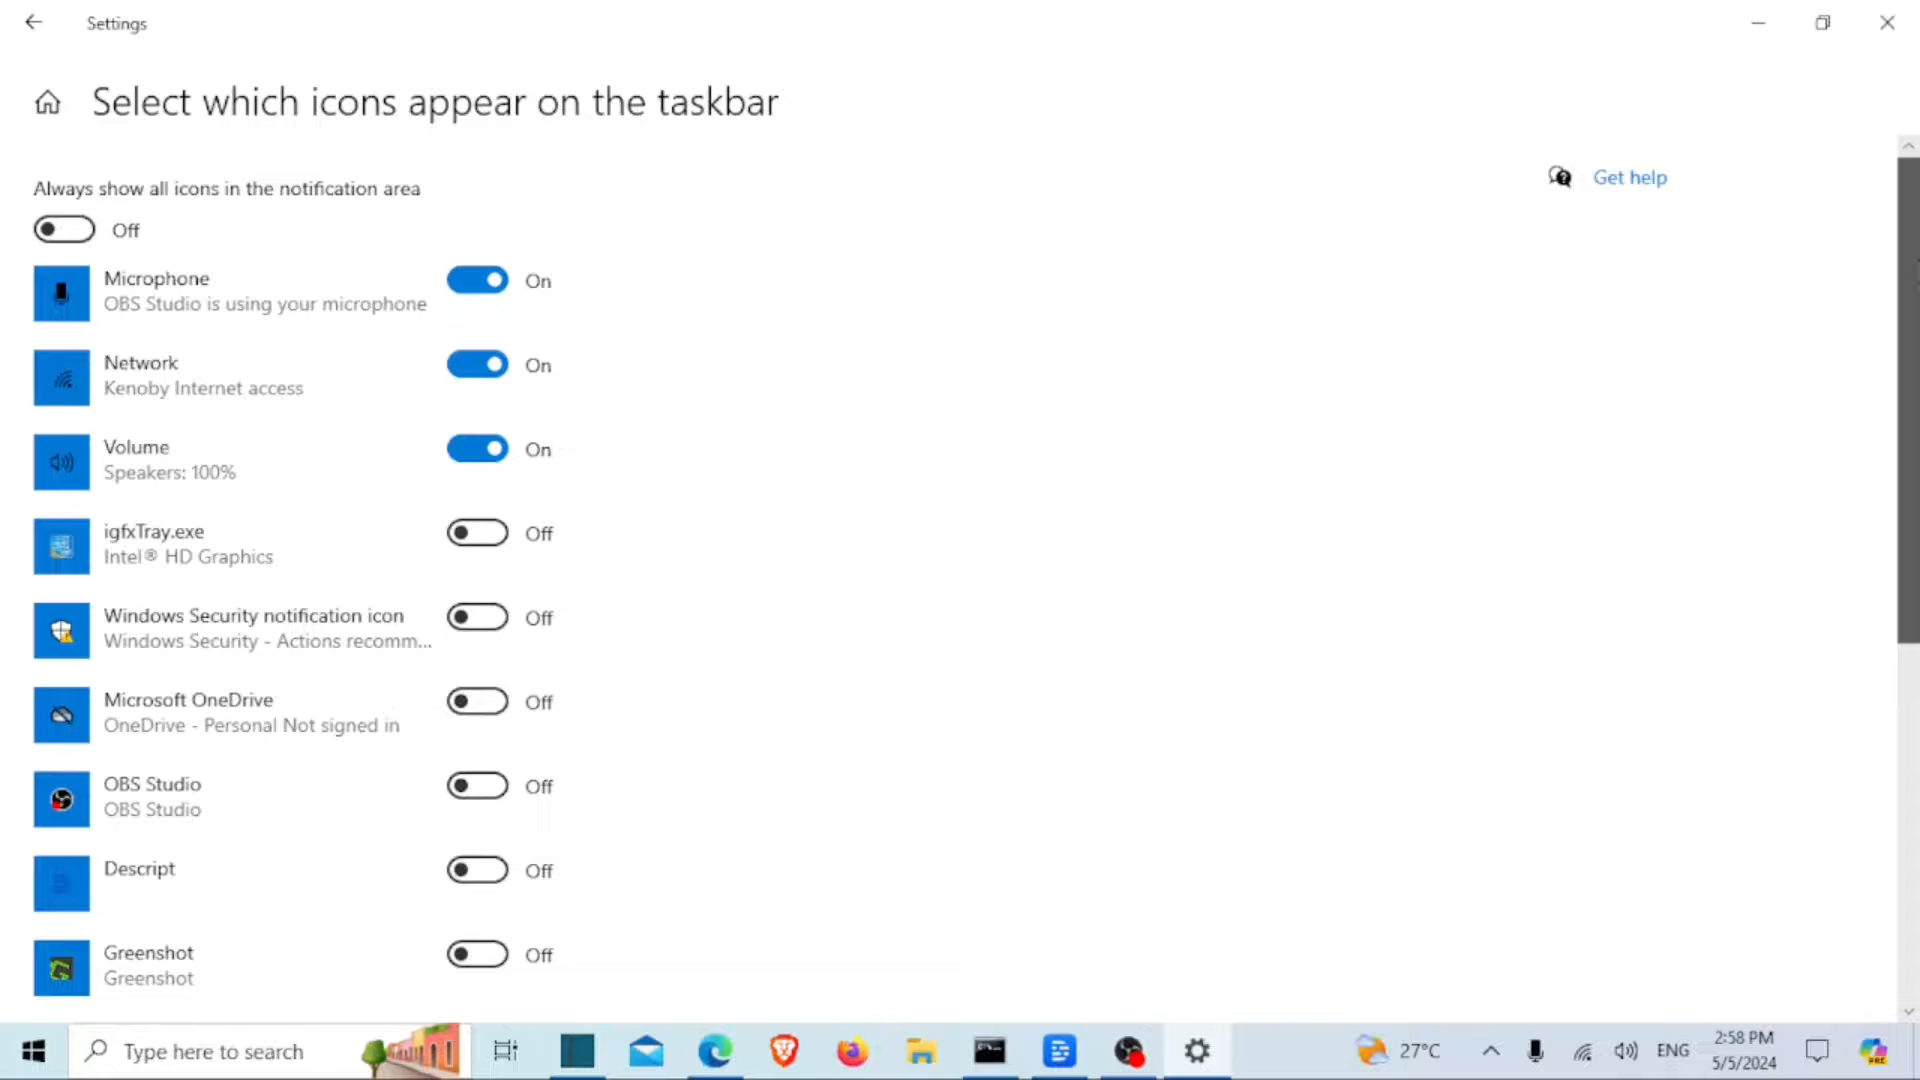 Settings
Select which icons appear on the taskbar
Get help
Always show all icons in the notification area
Off
Microphone
On
OBS Studio is using your microphone
Network
On
Kenoby Internet access
Volume
On
Speakers: 100%
igfxTray.exe
Off
Intel® HD Graphics
Windows Security notification icon
Off
Windows Security - Actions recomm...
Microsoft OneDrive
Off
OneDrive - Personal Not signed in
OBS Studio
Off
OBS Studio
Descript
Off
Greenshot
Off
Greenshot
Type here to search
27°C
ENG
2:58 PM
5/5/2024
PRE